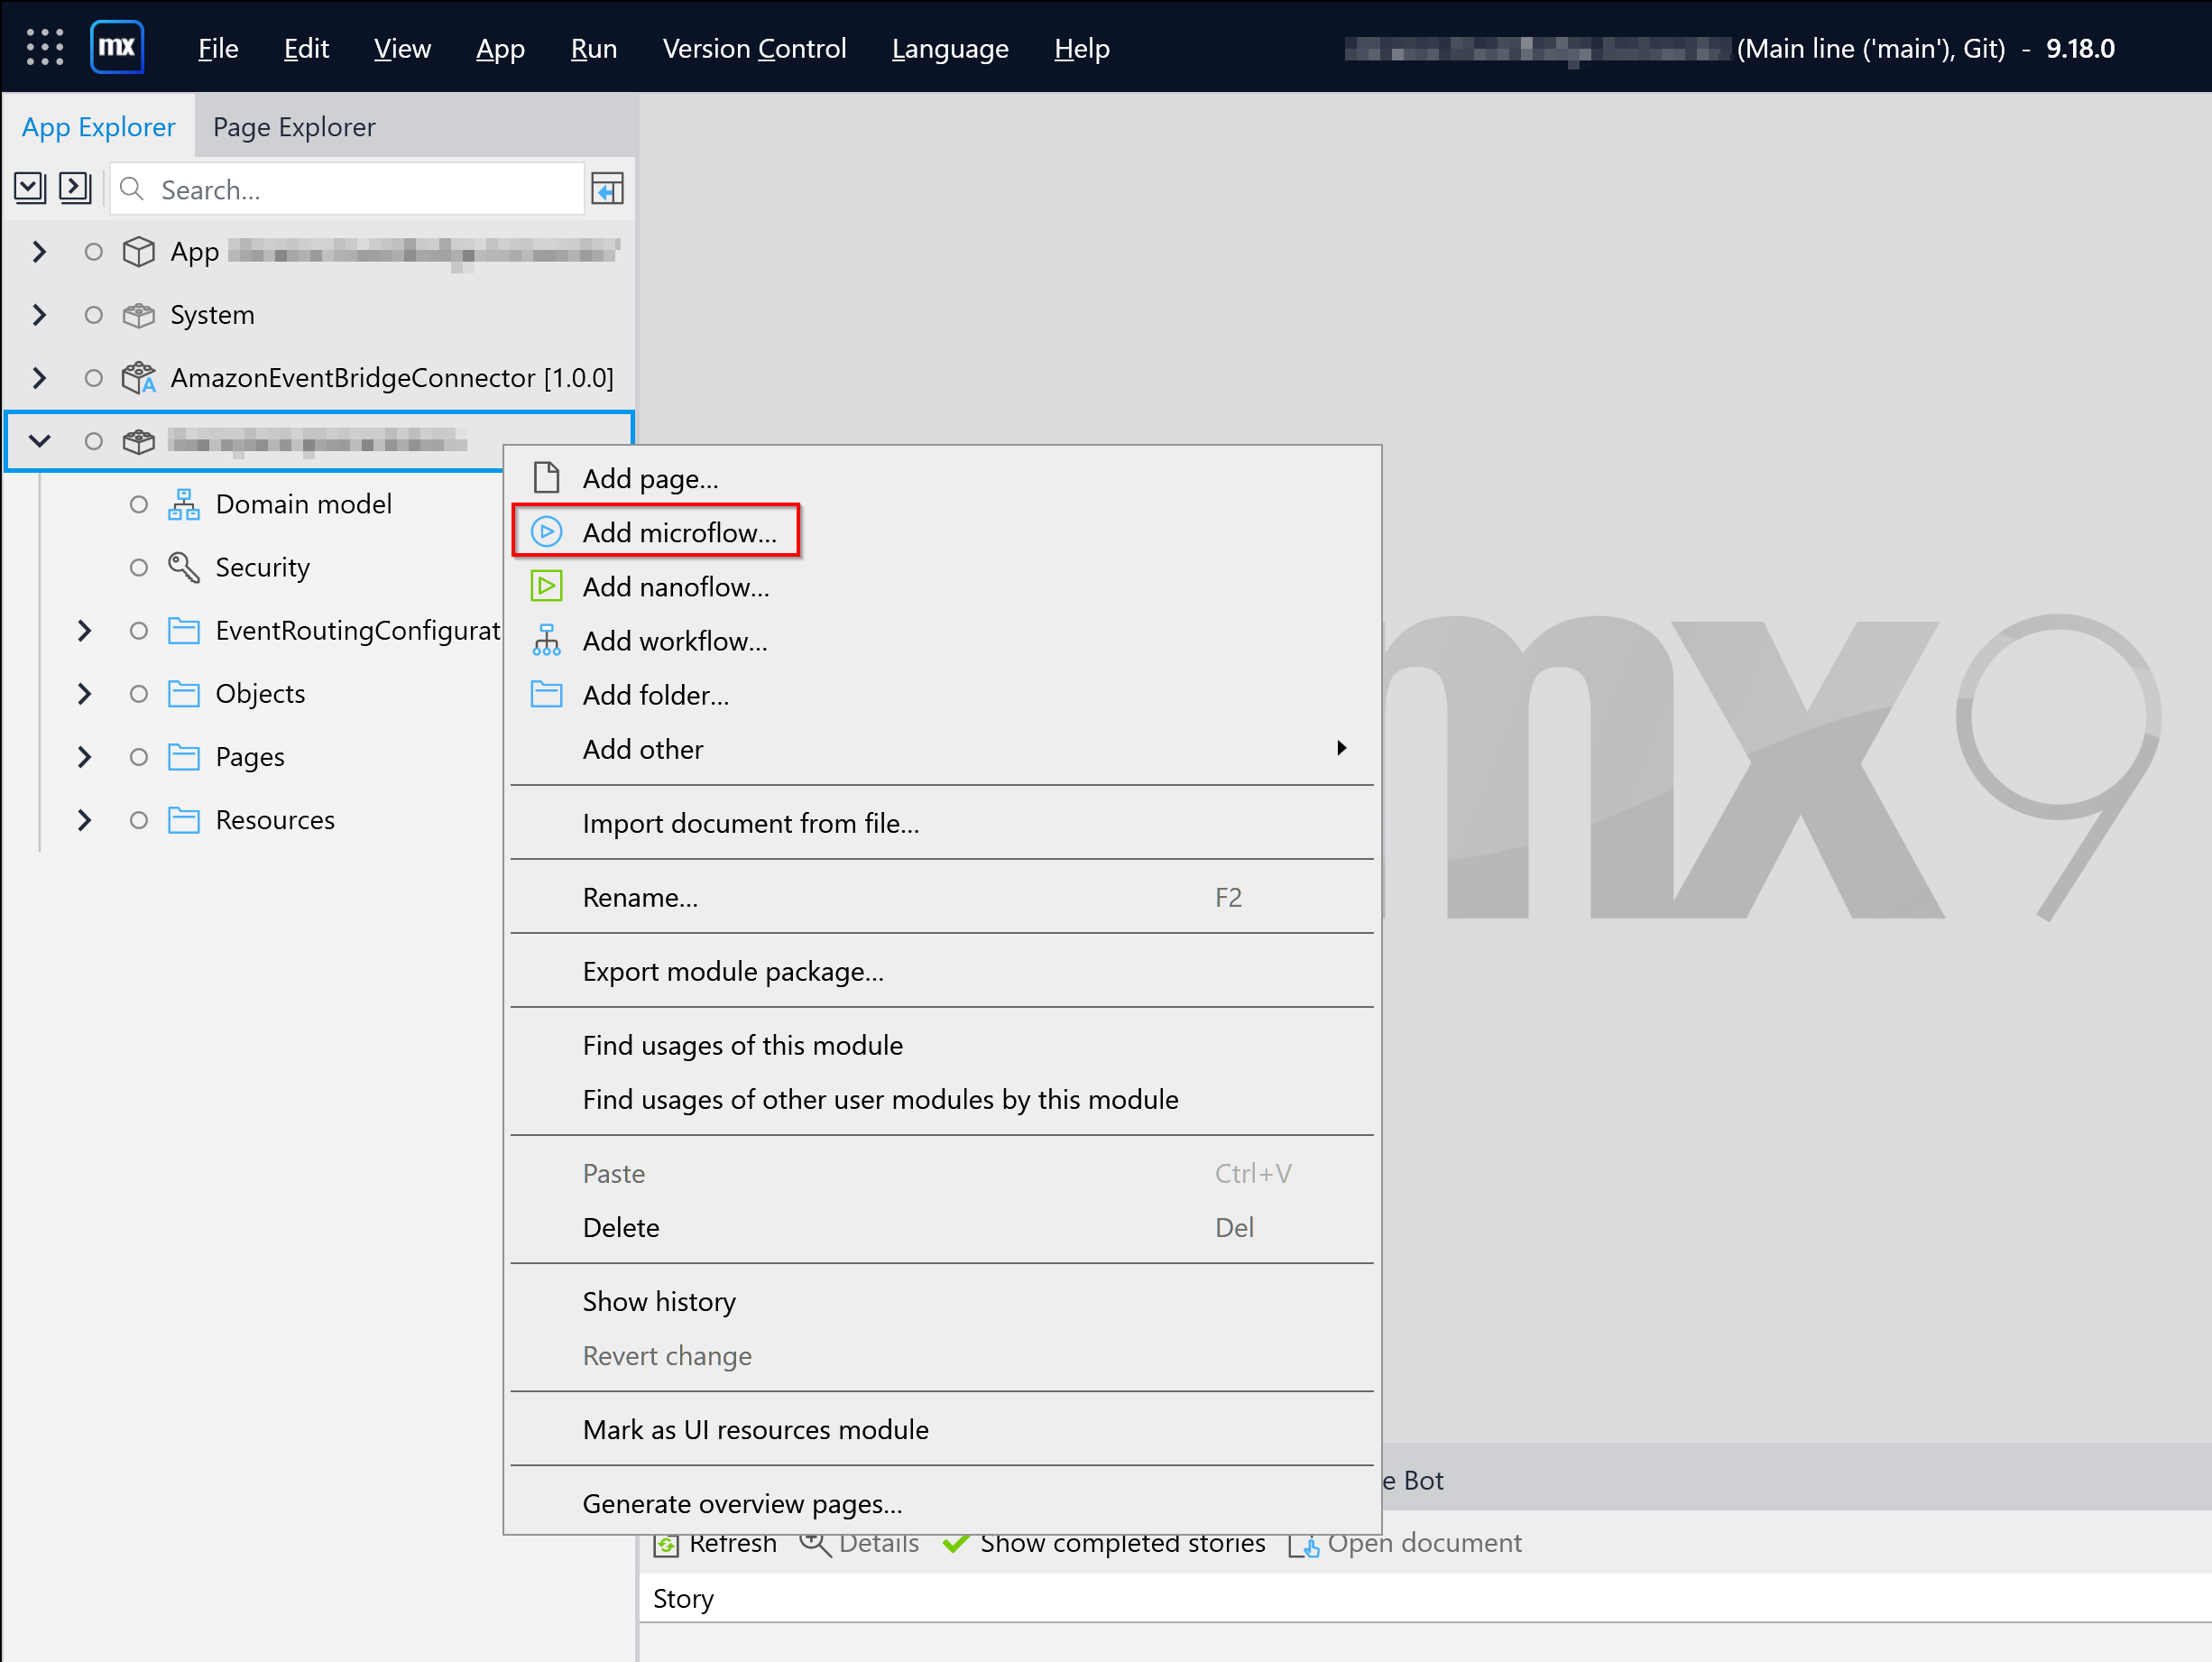 mx File Edit View App Run Version Control Language Help (Main line ('main'), Git) - 9.18.0
App Explorer Page Explorer
Search...
App
System
AmazonEventBridgeConnector [1.0.0]
Domain model
Security
EventRoutingConfigurat
Objects
Pages
Resources
Add page...
Add microflow...
Add nanoflow...
Add workflow...
Add folder...
Add other
Import document from file...
Rename... F2
Export module package...
Find usages of this module
Find usages of other user modules by this module
Paste Ctrl+V
Delete Del
Show history
Revert change
Mark as UI resources module
Generate overview pages...
mx9
e Bot
Refresh Details Show completed stories Open document
Story